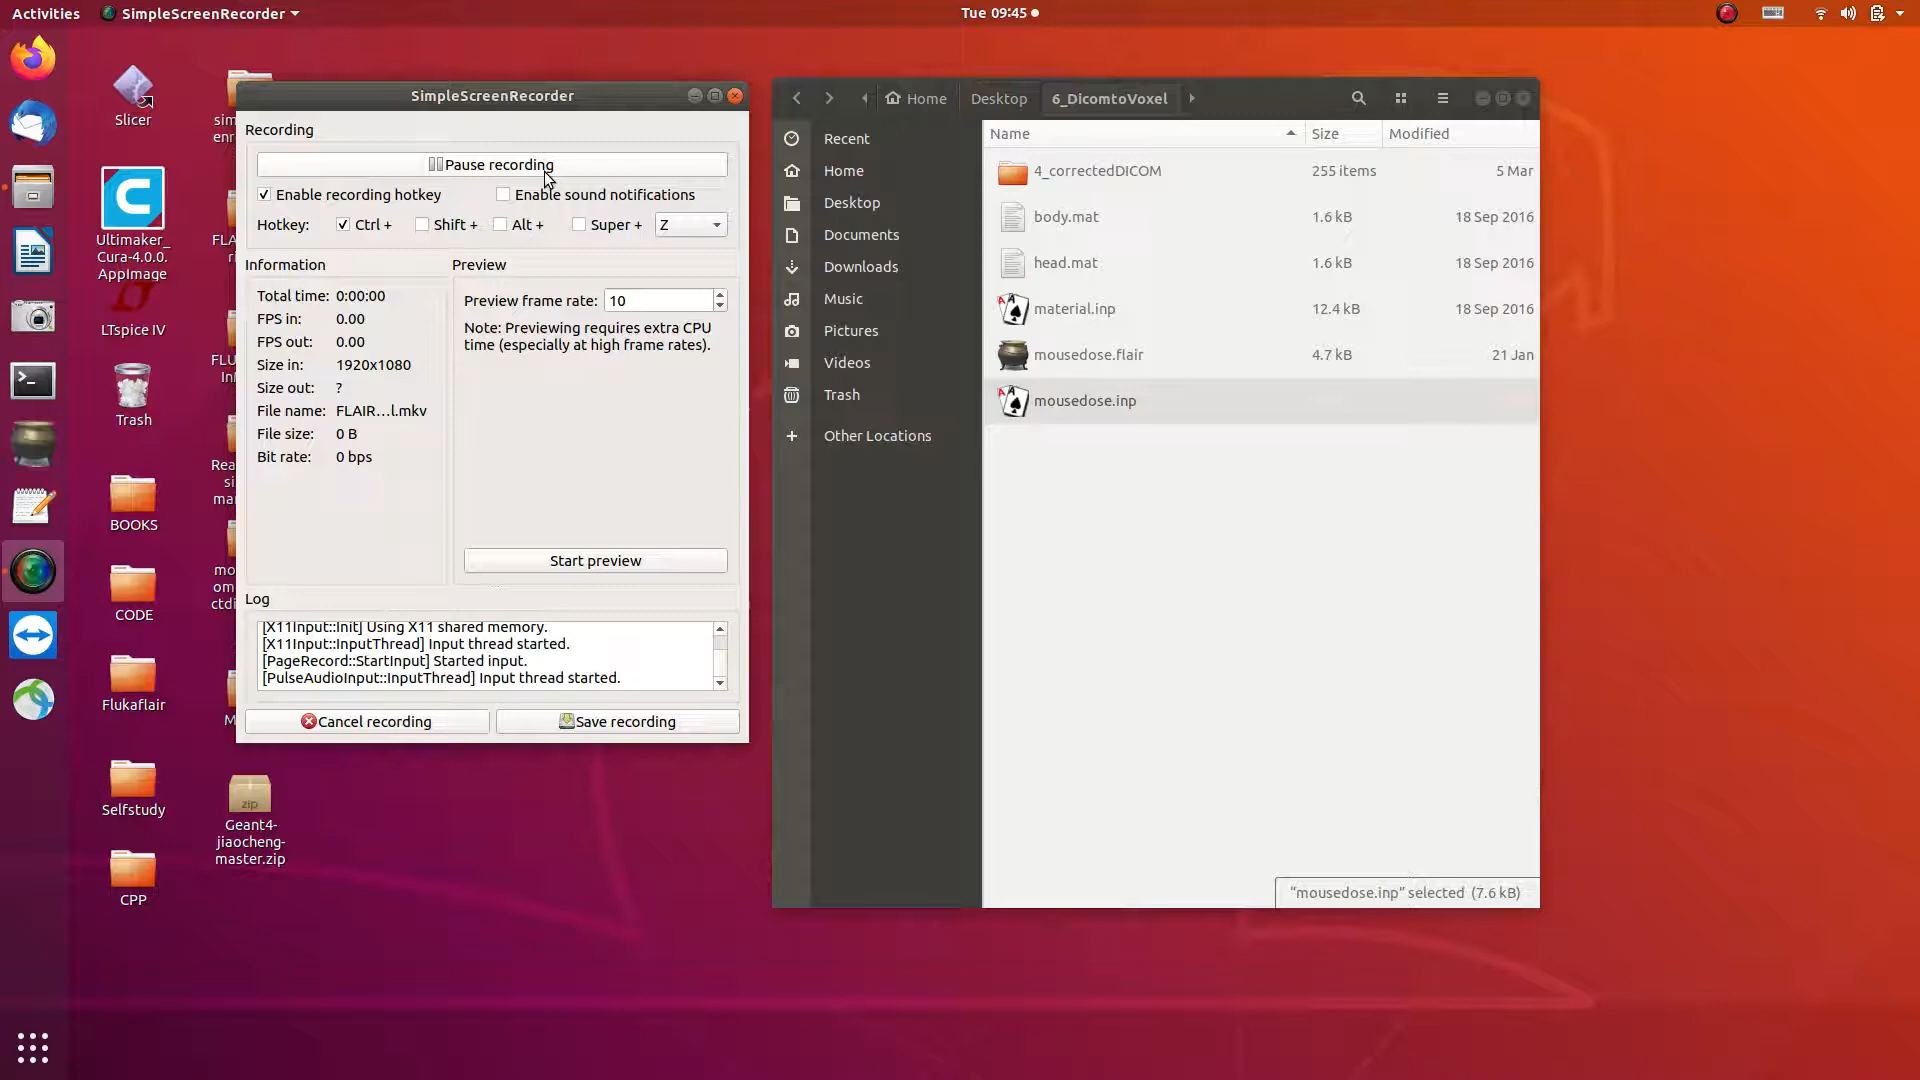 Activities
SimpleScreenRecorder
Tue 09:45
Slicer
Ultimaker_
Cura-4.0.0.
AppImage
LTspice IV
Trash
BOOKS
CODE
Flukaflair
Selfstudy
CPP
Geant4-
jiaocheng-
master.zip
zip
SimpleScreenRecorder
Recording
Pause recording
Enable recording hotkey
Enable sound notifications
Hotkey:
Ctrl +
Shift +
Alt +
Super +
Z
Information
Total time: 0:00:00
FPS in: 0.00
FPS out: 0.00
Size in: 1920x1080
Size out: ?
File name: FLAIR...l.mkv
File size: 0 B
Bit rate: 0 bps
Preview
Preview frame rate: 10
Note: Previewing requires extra CPU
time (especially at high frame rates).
Start preview
Log
[X11Input::Init] Using X11 shared memory.
[X11Input::InputThread] Input thread started.
[PageRecord::StartInput] Started input.
[PulseAudioInput::InputThread] Input thread started.
Cancel recording
Save recording
Home
Desktop
6_DicomtoVoxel
Recent
Home
Desktop
Documents
Downloads
Music
Pictures
Videos
Trash
Other Locations
Name Size Modified
4_correctedDICOM 255 items 5 Mar
body.mat 1.6 kB 18 Sep 2016
head.mat 1.6 kB 18 Sep 2016
material.inp 12.4 kB 18 Sep 2016
mousedose.flair 4.7 kB 21 Jan
mousedose.inp
"mousedose.inp" selected (7.6 kB)